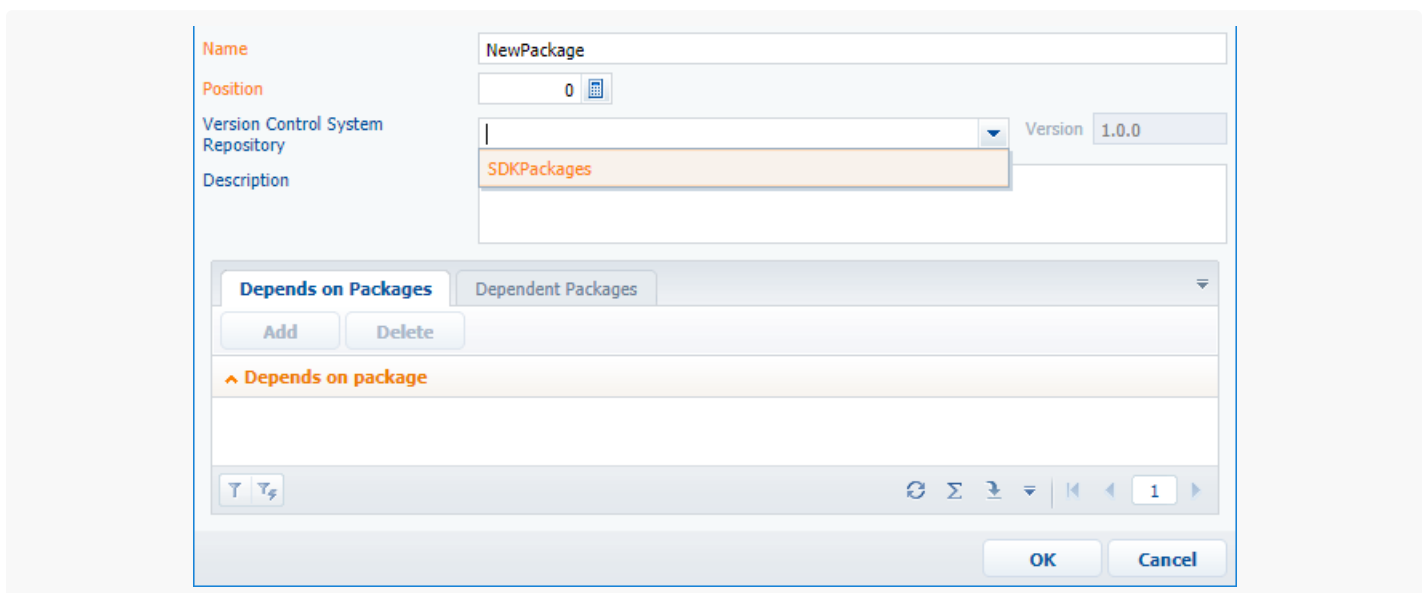 Name
NewPackage
Position
0
Version Control System
Repository
Version
1.0.0
SDKPackages
Description
Depends on Packages
Dependent Packages
Add
Delete
Depends on package
1
OK
Cancel